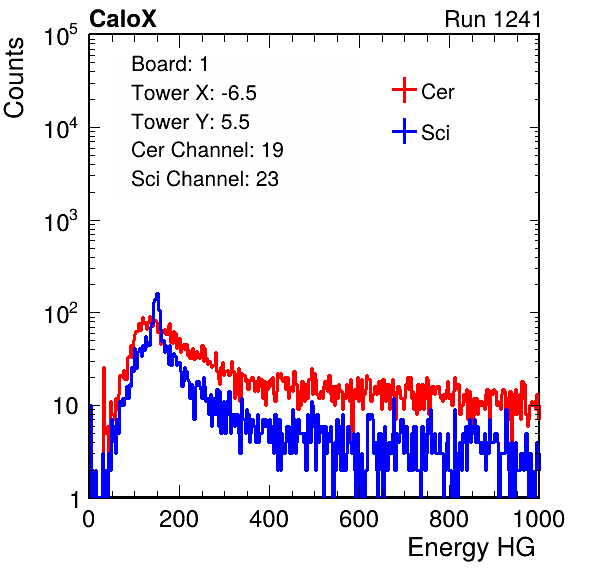 CaloX Run 1241
Counts
10^5
10^4
10^3
10^2
10
1
Board: 1
Tower X: -6.5
Tower Y: 5.5
Cer Channel: 19
Sci Channel: 23
Cer
Sci
0 200 400 600 800 1000
Energy HG